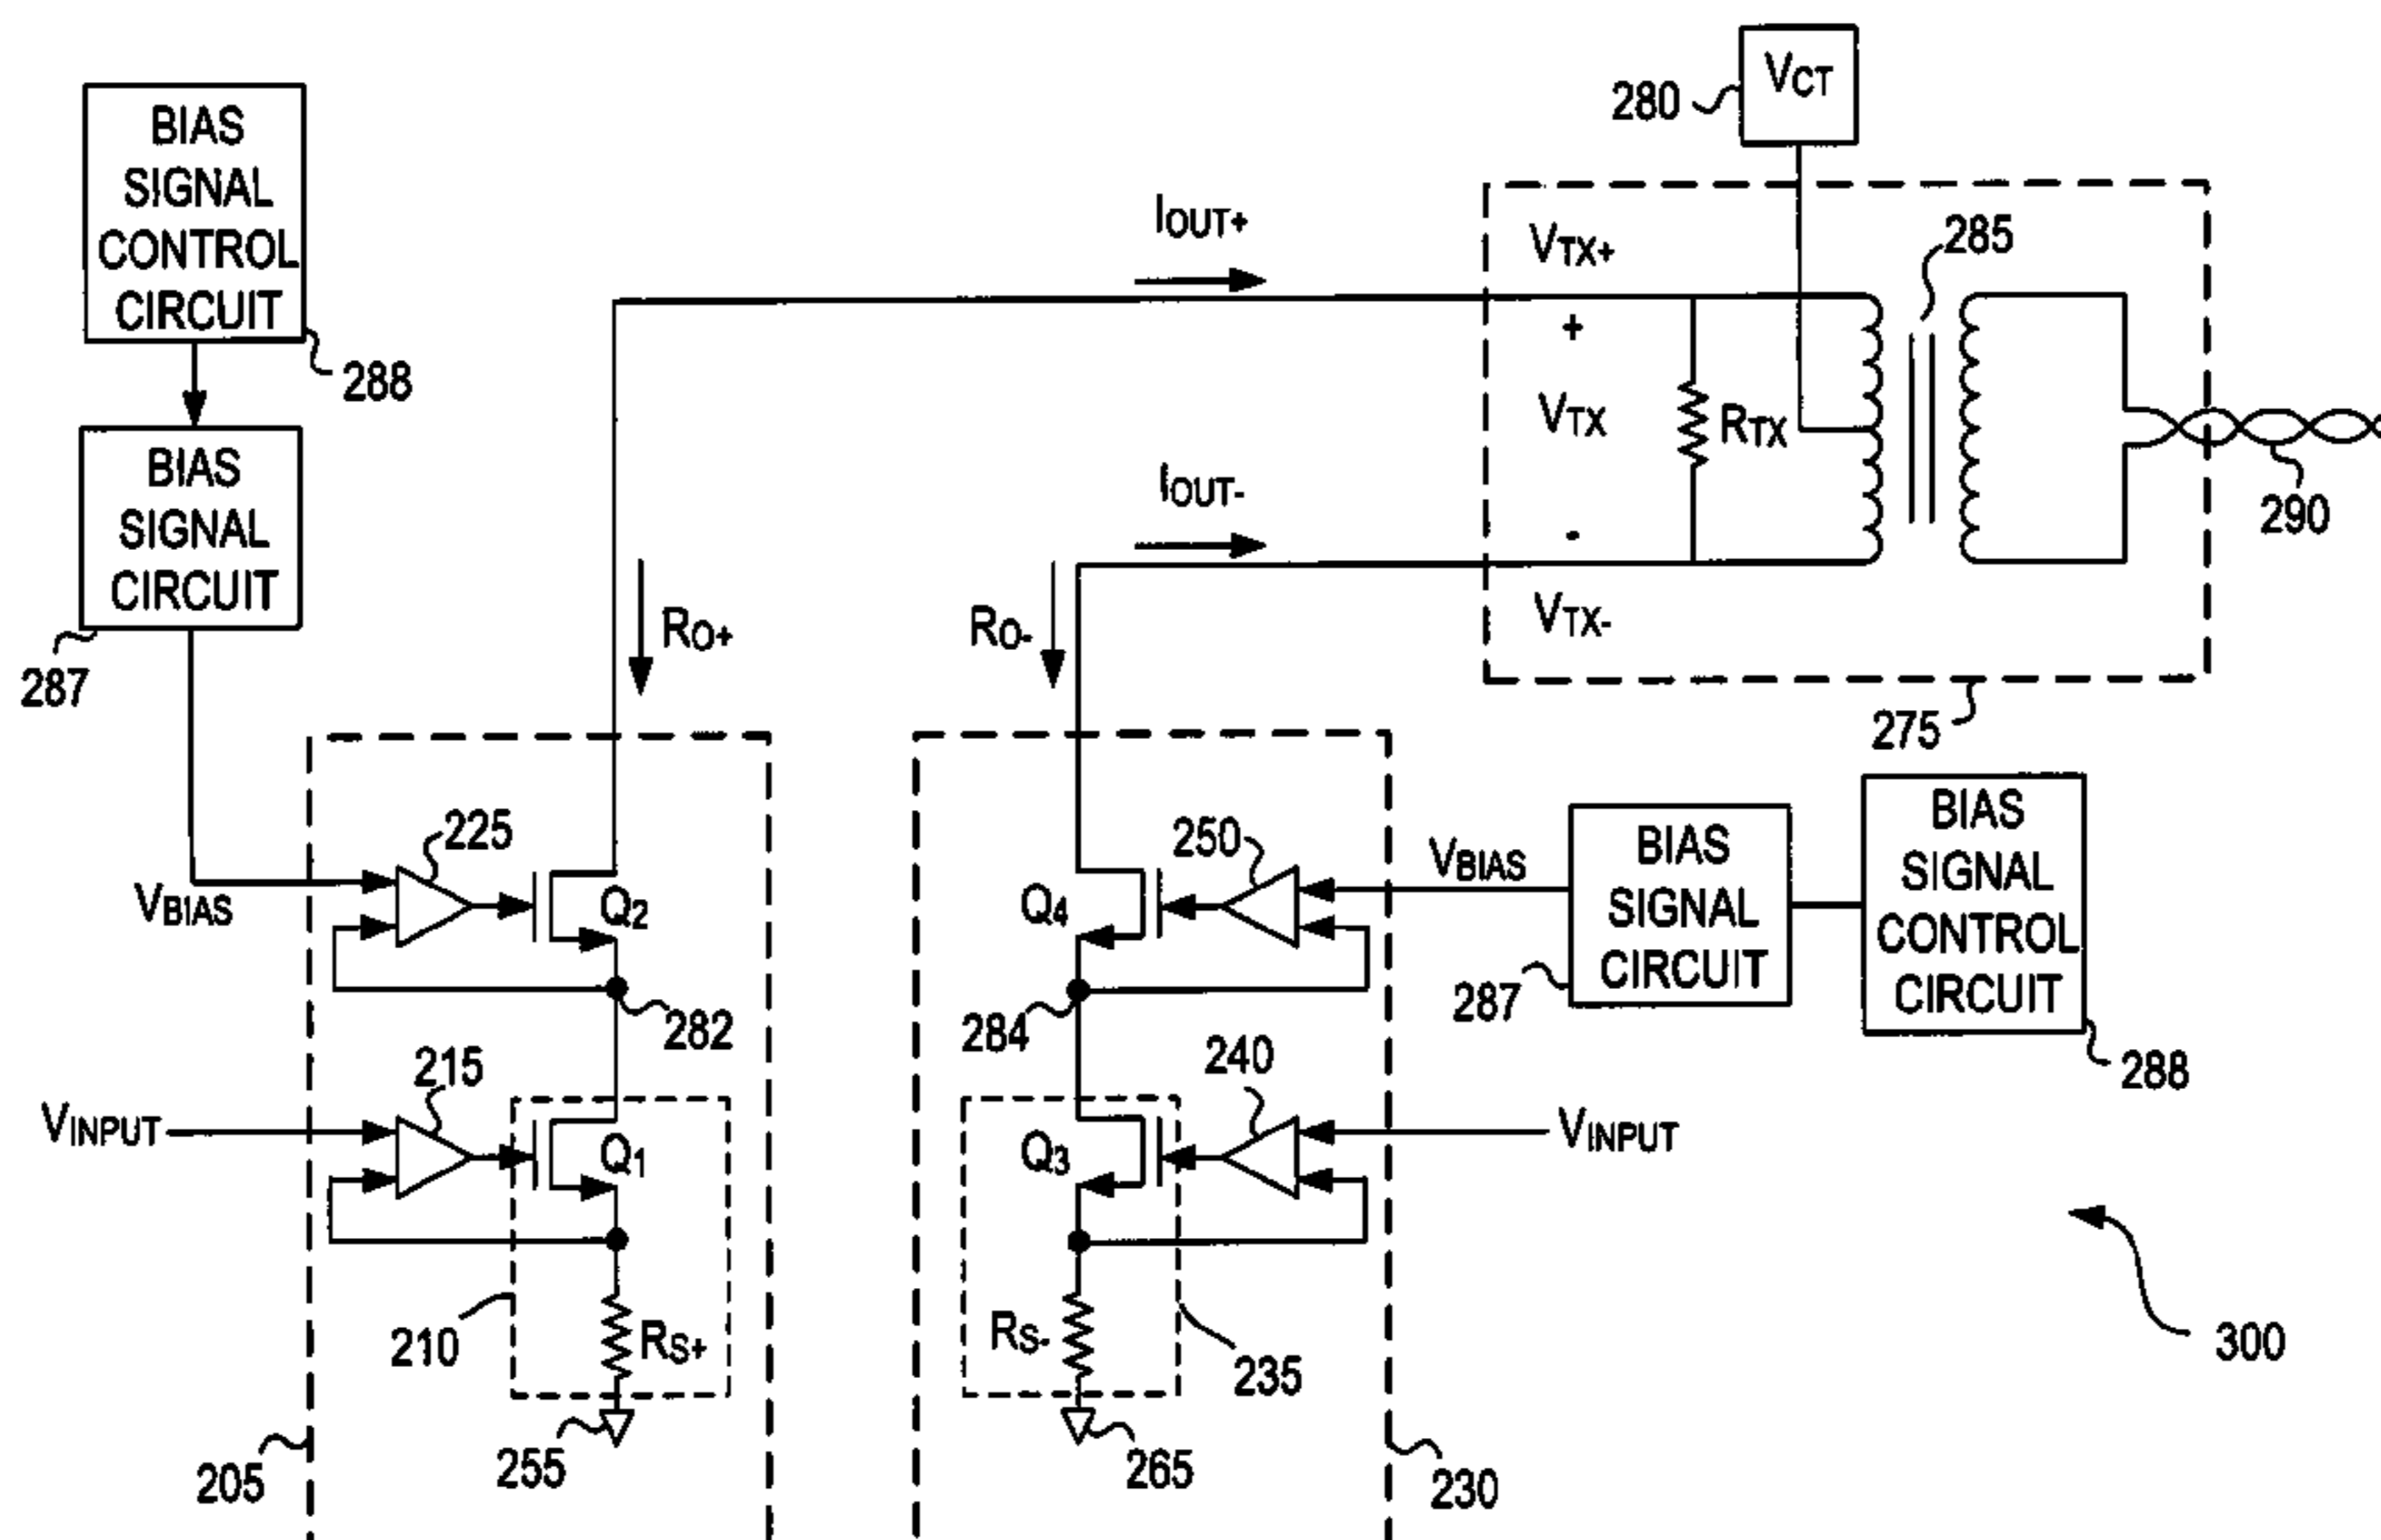 VCT
280
BIAS
SIGNAL
CONTROL
CIRCUIT
288
IOUT+
VTX+
285
+
VTX
RTX
BIAS
SIGNAL
CIRCUIT
287
IOUT-
-
290
RO+
RO-
VTX-
275
225
Q2
VBIAS
282
250
Q4
VBIAS
284
BIAS
SIGNAL
CIRCUIT
287
BIAS
SIGNAL
CONTROL
CIRCUIT
288
215
VINPUT
Q1
240
Q3
VINPUT
210
RS+
RS-
235
300
205
255
265
230